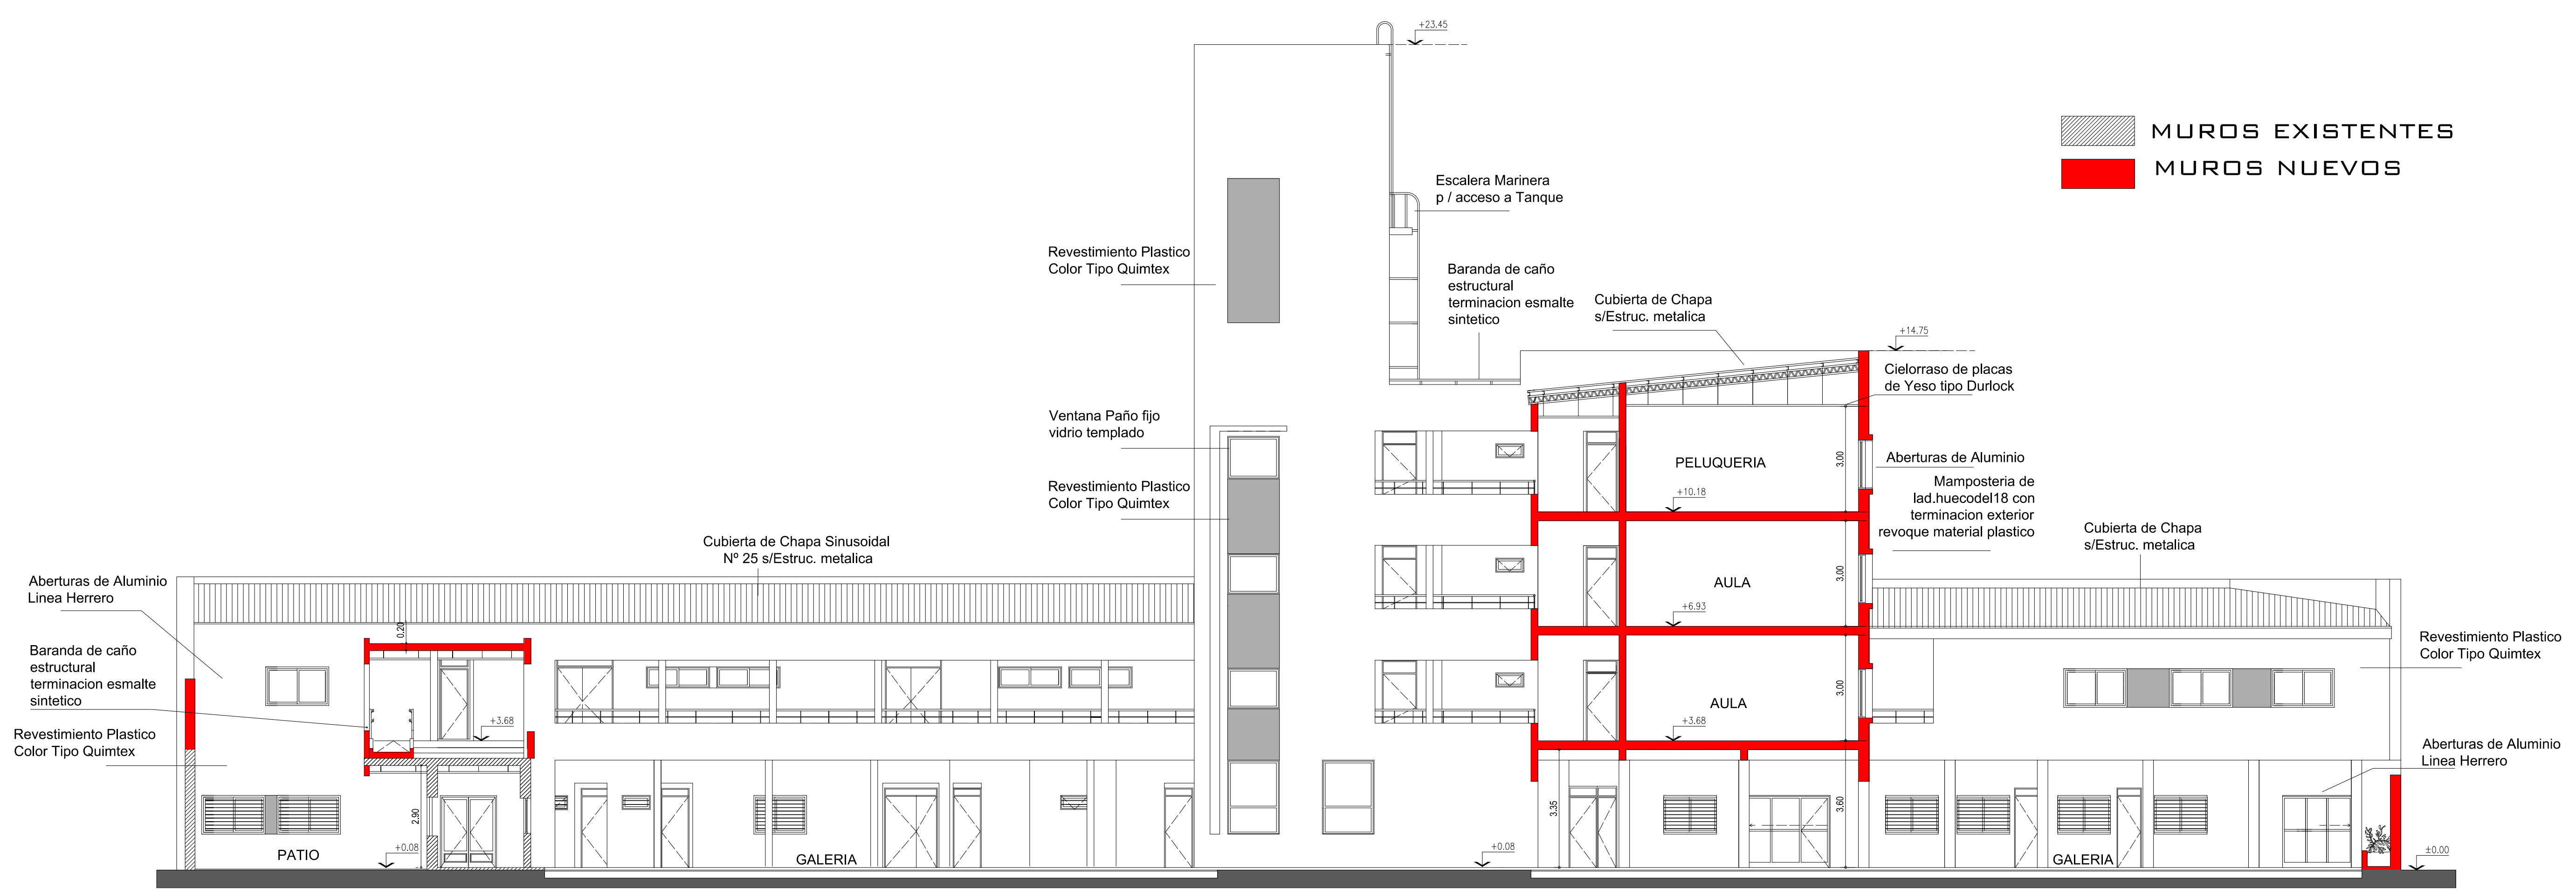 +23.45
MUROS EXISTENTES
MUROS NUEVOS
Escalera Marinera
p / acceso a Tanque
Revestimiento Plastico
Color Tipo Quimtex
Baranda de caño
estructural
terminacion esmalte
sintetico
Cubierta de Chapa
s/Estruc. metalica
+14.75
Cielorraso de placas
de Yeso tipo Durlock
Ventana Paño fijo
vidrio templado
PELUQUERIA
3.00
Aberturas de Aluminio
+10.18
Revestimiento Plastico
Color Tipo Quimtex
Mamposteria de
lad.huecodel18 con
terminacion exterior
revoque material plastico
Cubierta de Chapa Sinusoidal
Nº 25 s/Estruc. metalica
Cubierta de Chapa
s/Estruc. metalica
Aberturas de Aluminio
Linea Herrero
AULA
3.00
+6.93
0.20
Baranda de caño
estructural
terminacion esmalte
sintetico
Revestimiento Plastico
Color Tipo Quimtex
AULA
3.00
+3.68
+3.68
Revestimiento Plastico
Color Tipo Quimtex
Aberturas de Aluminio
Linea Herrero
2.90
3.35
3.60
PATIO
+0.08
GALERIA
+0.08
GALERIA
±0.00